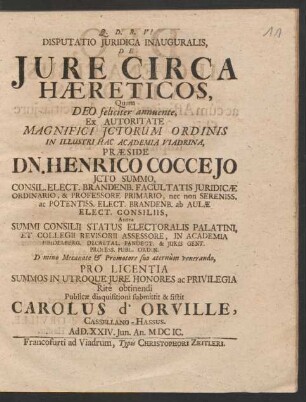 Q. D. B. V!
DISPUTATIO JURIDICA INAUGURALIS,
DE
JURE CIRCA
HÆRETICOS,
Quam
DEO feliciter annuente,
Ex AUTORITATE
MAGNIFICI JCTORUM ORDINIS
IN ILLUSTRI HAC ACADEMIA VIADRINA,
PRÆSIDE
DN. HENRICO COCCEJO
JCTO SUMMO,
CONSIL. ELECT. BRANDENB. FACULTATIS JURIDICÆ
ORDINARIO, & PROFESSORE PRIMARIO, nec non SERENISS.
ac POTENTISS. ELECT. BRANDENB. ab AULÆ
ELECT. CONSILIIS,
SUMMI CONSILII STATUS ELECTORALIS PALATINI,
ET COLLEGII REVISORII ASSESSORE, IN ACADEMIA
DECRETAL. PANDECT. & JURIS GENT.
PROFESS. PUBL. ORDIN.
Domino Mecænate & Promotore suo æternùm venerando,
PRO LICENTIA
SUMMOS IN UTROQUE JURE HONORES ac PRIVILEGIA
Ritè obtinendi
Publicæ disquisitioni submittit & sistit
CAROLUS d' ORVILLE,
CASSELLANO-HASSUS.
Ad D. XXIV. Jun. An. M DC IC.
Francofurti ad Viadrum, Typis CHRISTOPHORI ZEITLERI.